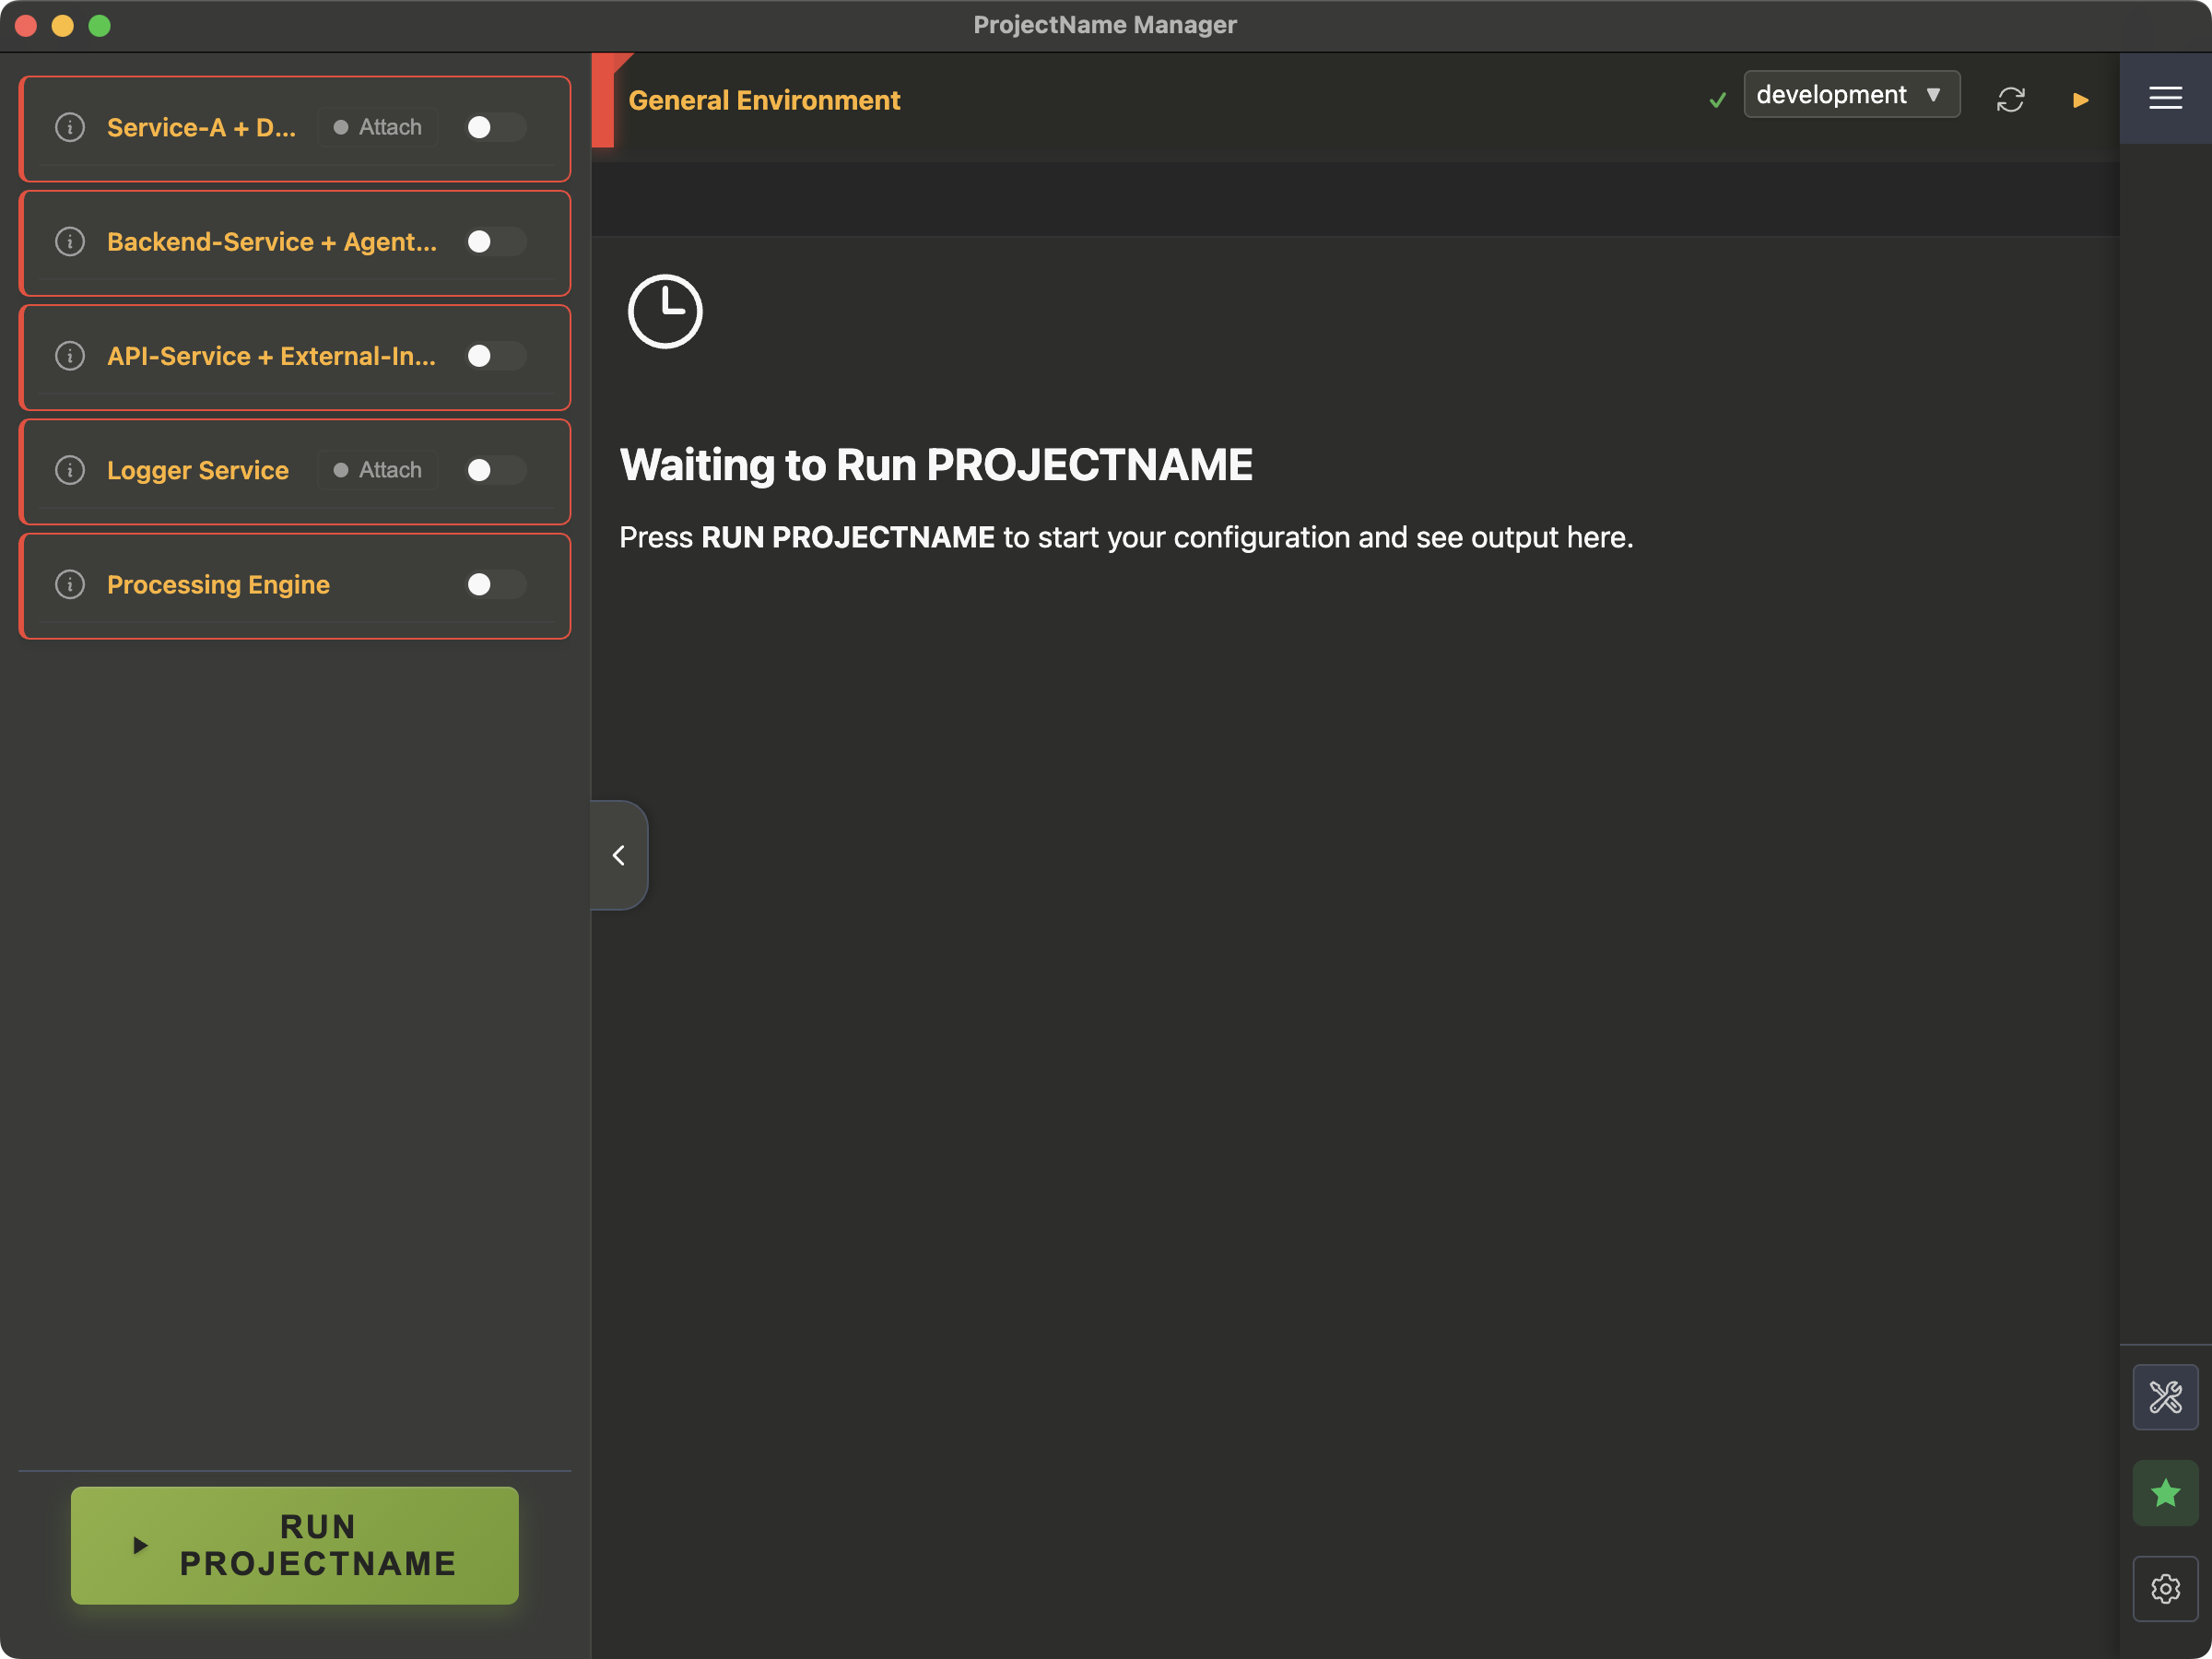 ProjectName Manager
Service-A + D... Attach
Backend-Service + Agent...
API-Service + External-In...
Logger Service Attach
Processing Engine
RUN
PROJECTNAME
General Environment
development
Waiting to Run PROJECTNAME
Press RUN PROJECTNAME to start your configuration and see output here.